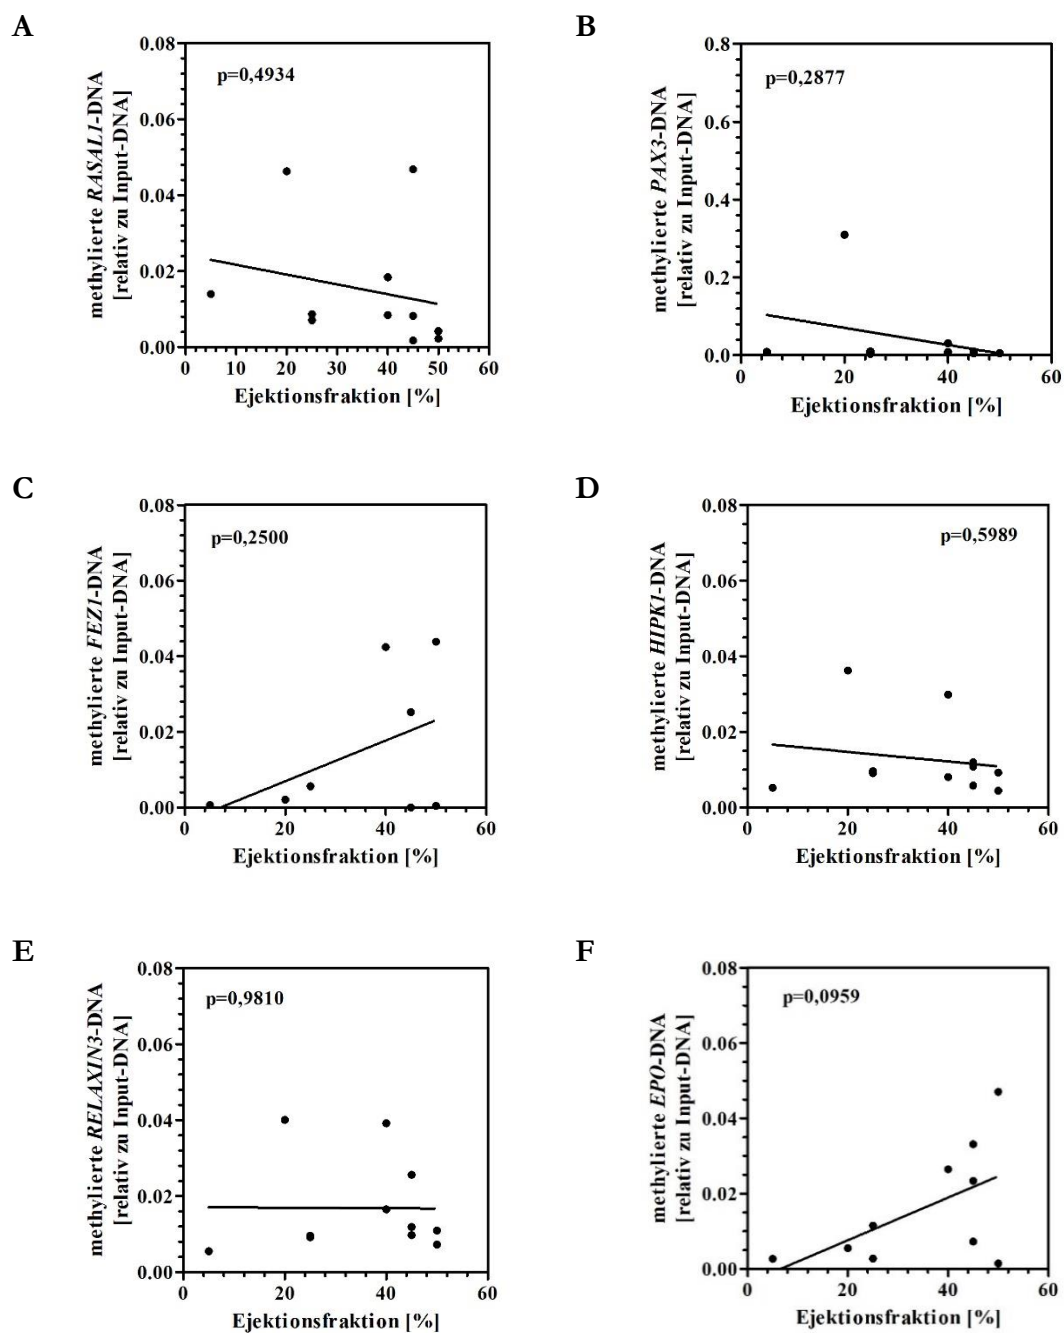 A
methylierte RASAL1-DNA
[relativ zu Input-DNA]
0.08
0.06
0.04
0.02
0.00
p=0,4934
0 10 20 30 40 50 60
Ejektionsfraktion [%]
B
methylierte PAX3-DNA
[relativ zu Input-DNA]
0.8
0.6
0.4
0.2
0.0
p=0,2877
0 20 40 60
Ejektionsfraktion [%]
C
methylierte FEZ1-DNA
[relativ zu Input-DNA]
0.08
0.06
0.04
0.02
0.00
p=0,2500
0 20 40 60
Ejektionsfraktion [%]
D
methylierte HIPK1-DNA
[relativ zu Input-DNA]
0.08
0.06
0.04
0.02
0.00
p=0,5989
0 20 40 60
Ejektionsfraktion [%]
E
methylierte RELAXIN3-DNA
[relativ zu Input-DNA]
0.08
0.06
0.04
0.02
0.00
p=0,9810
0 20 40 60
Ejektionsfraktion [%]
F
methylierte EPO-DNA
[relativ zu Input-DNA]
0.08
0.06
0.04
0.02
0.00
p=0,0959
0 20 40 60
Ejektionsfraktion [%]